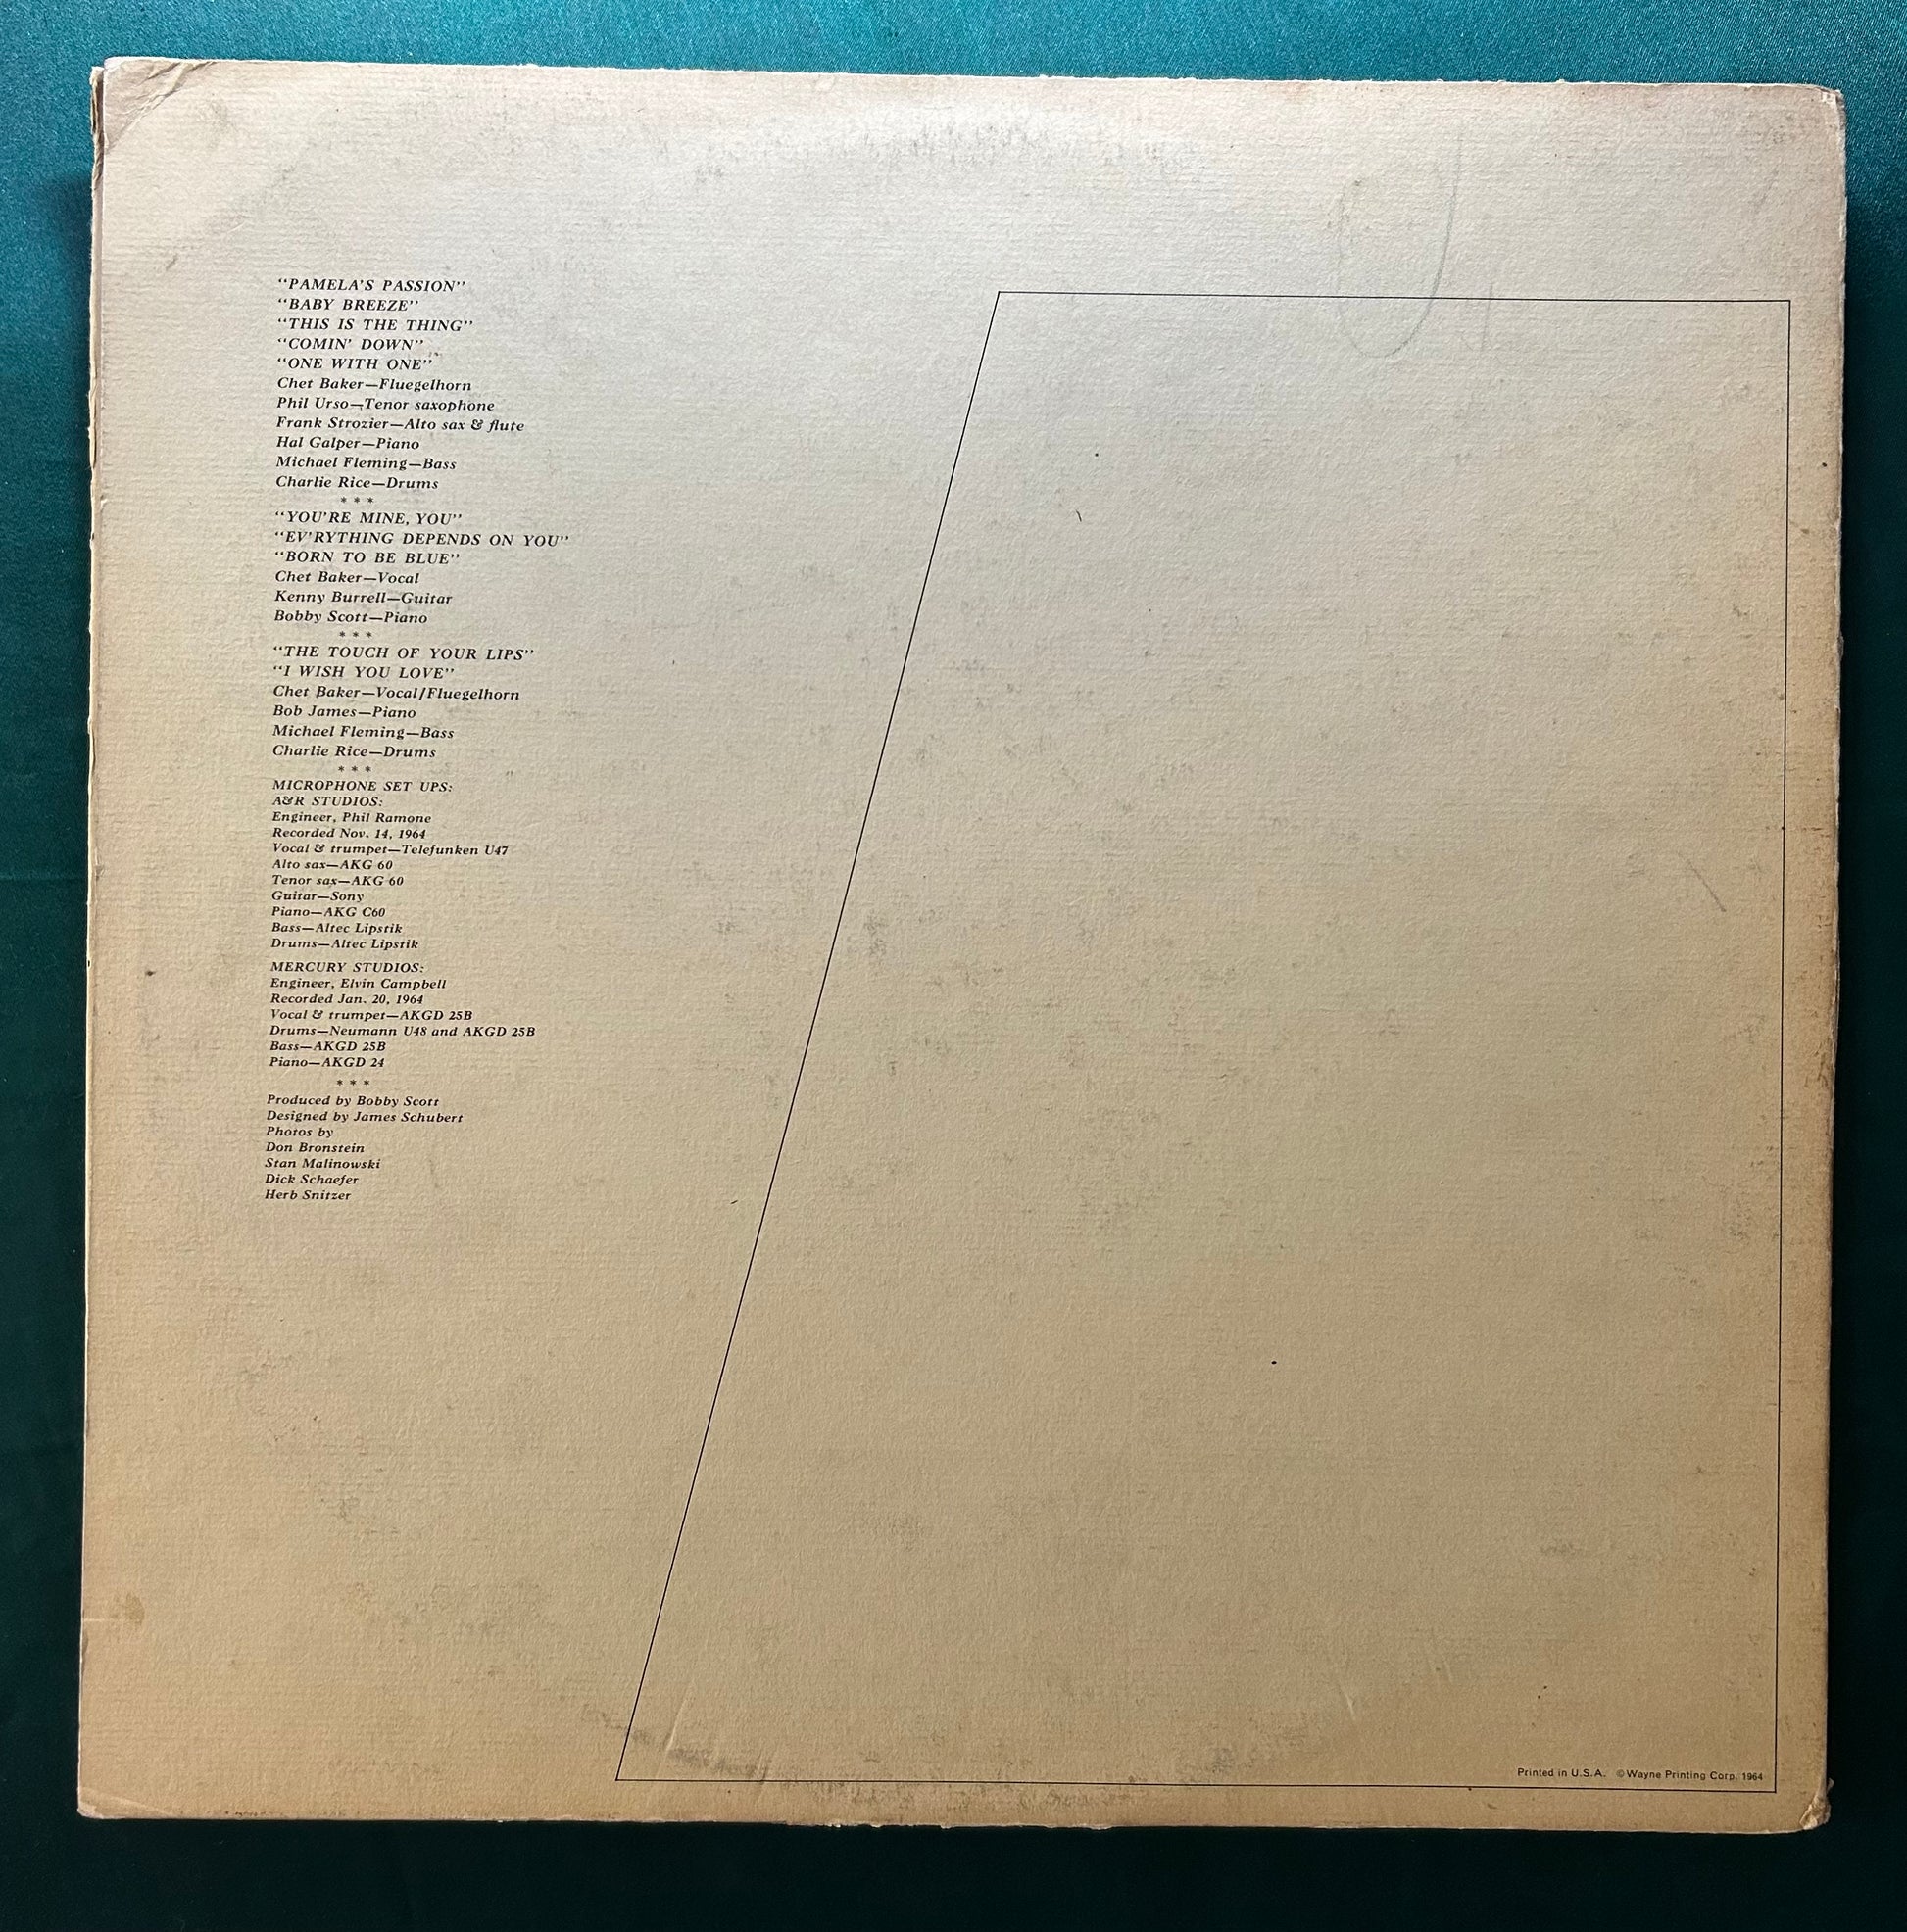 “PAMELA’S PASSION”
“BABY BREEZE”
“THIS IS THE THING”
“COMIN’ DOWN”
“ONE WITH ONE”
Chet Baker—Fluegelhorn
Phil Urso—Tenor saxophone
Frank Strozier—Alto sax & flute
Hal Galper—Piano
Michael Fleming—Bass
Charlie Rice—Drums
* * *
“YOU’RE MINE, YOU”
“EV’RYTHING DEPENDS ON YOU”
“BORN TO BE BLUE”
Chet Baker—Vocal
Kenny Burrell—Guitar
Bobby Scott—Piano
* * *
“THE TOUCH OF YOUR LIPS”
“I WISH YOU LOVE”
Chet Baker—Vocal/Fluegelhorn
Bob James—Piano
Michael Fleming—Bass
Charlie Rice—Drums
* * *
MICROPHONE SET UPS:
A&R STUDIOS:
Engineer, Phil Ramone
Recorded Nov. 14, 1964
Vocal & trumpet—Telefunken U47
Alto sax—AKG 60
Tenor sax—AKG 60
Guitar—Sony
Piano—AKG C60
Bass—Altec Lipstik
Drums—Altec Lipstik
MERCURY STUDIOS:
Engineer, Elvin Campbell
Recorded Jan. 20, 1964
Vocal & trumpet—AKGD 25B
Drums—Neumann U48 and AKGD 25B
Bass—AKGD 25B
Piano—AKGD 24
* * *
Produced by Bobby Scott
Designed by James Schubert
Photos by
Don Bronstein
Stan Malinowski
Dick Schaefer
Herb Snitzer
Printed in U.S.A. ©Wayne Printing Corp. 1964